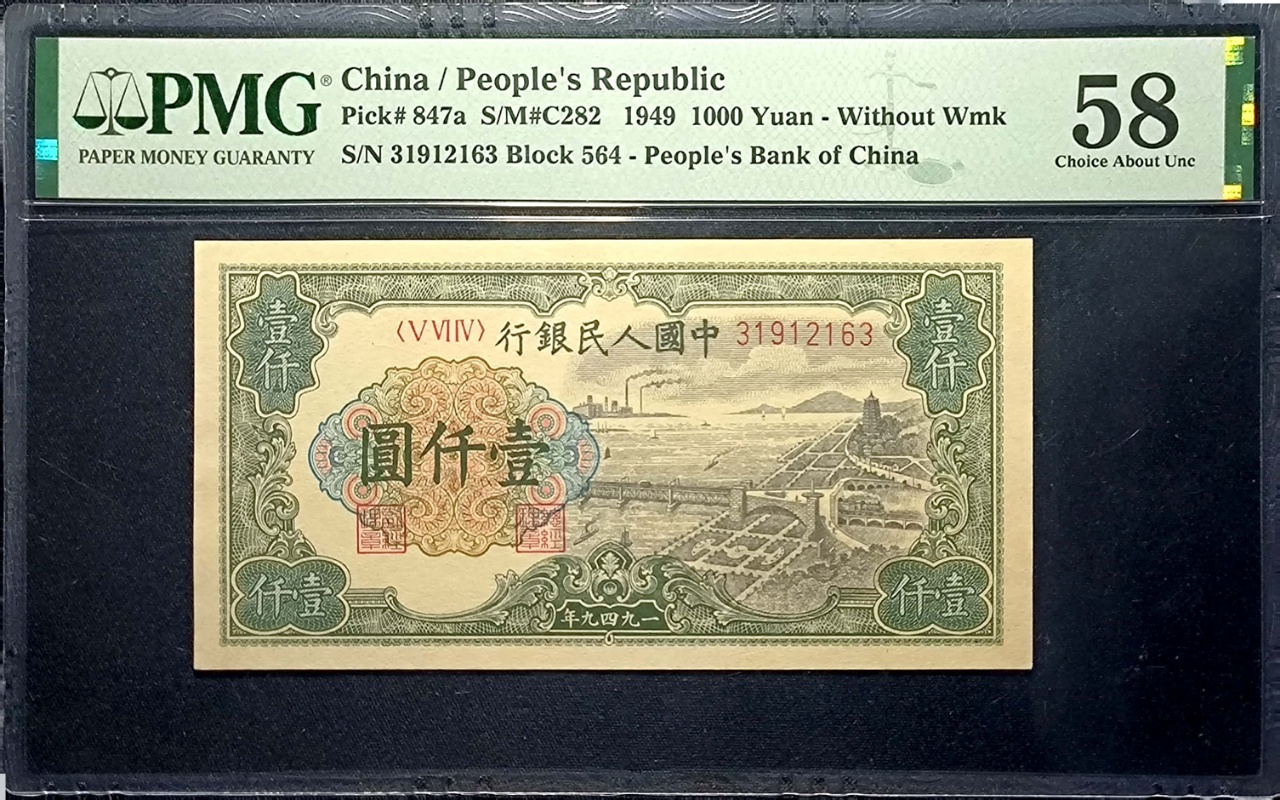 PMG®
PAPER MONEY GUARANTY
China / People's Republic
Pick# 847a S/M#C282 1949 1000 Yuan - Without Wmk
S/N 31912163 Block 564 - People's Bank of China
58
Choice About Unc
壹仟
〈V VI IV〉 中國人民銀行 31912163
壹仟
壹仟圓
壹仟
一九四九年
壹仟